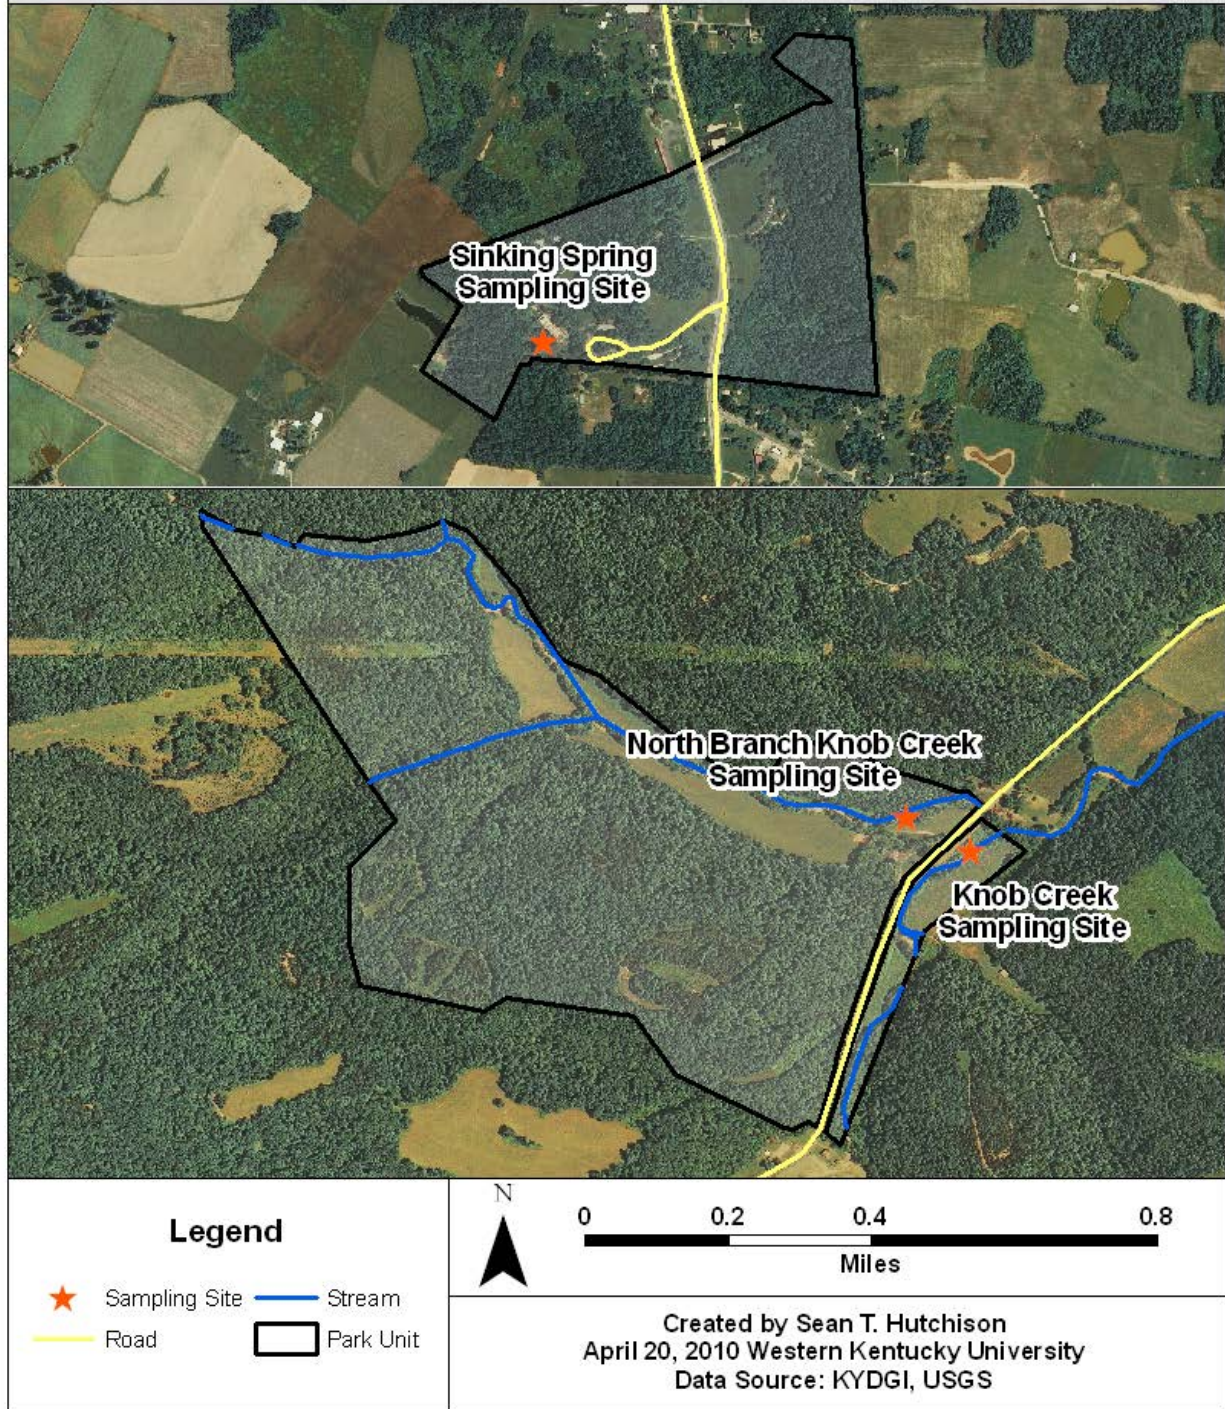 Sinking Spring
Sampling Site
North Branch Knob Creek
Sampling Site
Knob Creek
Sampling Site
Legend
Sampling Site
Stream
Road
Park Unit
N
0 0.2 0.4 0.8
Miles
Created by Sean T. Hutchison
April 20, 2010 Western Kentucky University
Data Source: KYDGI, USGS